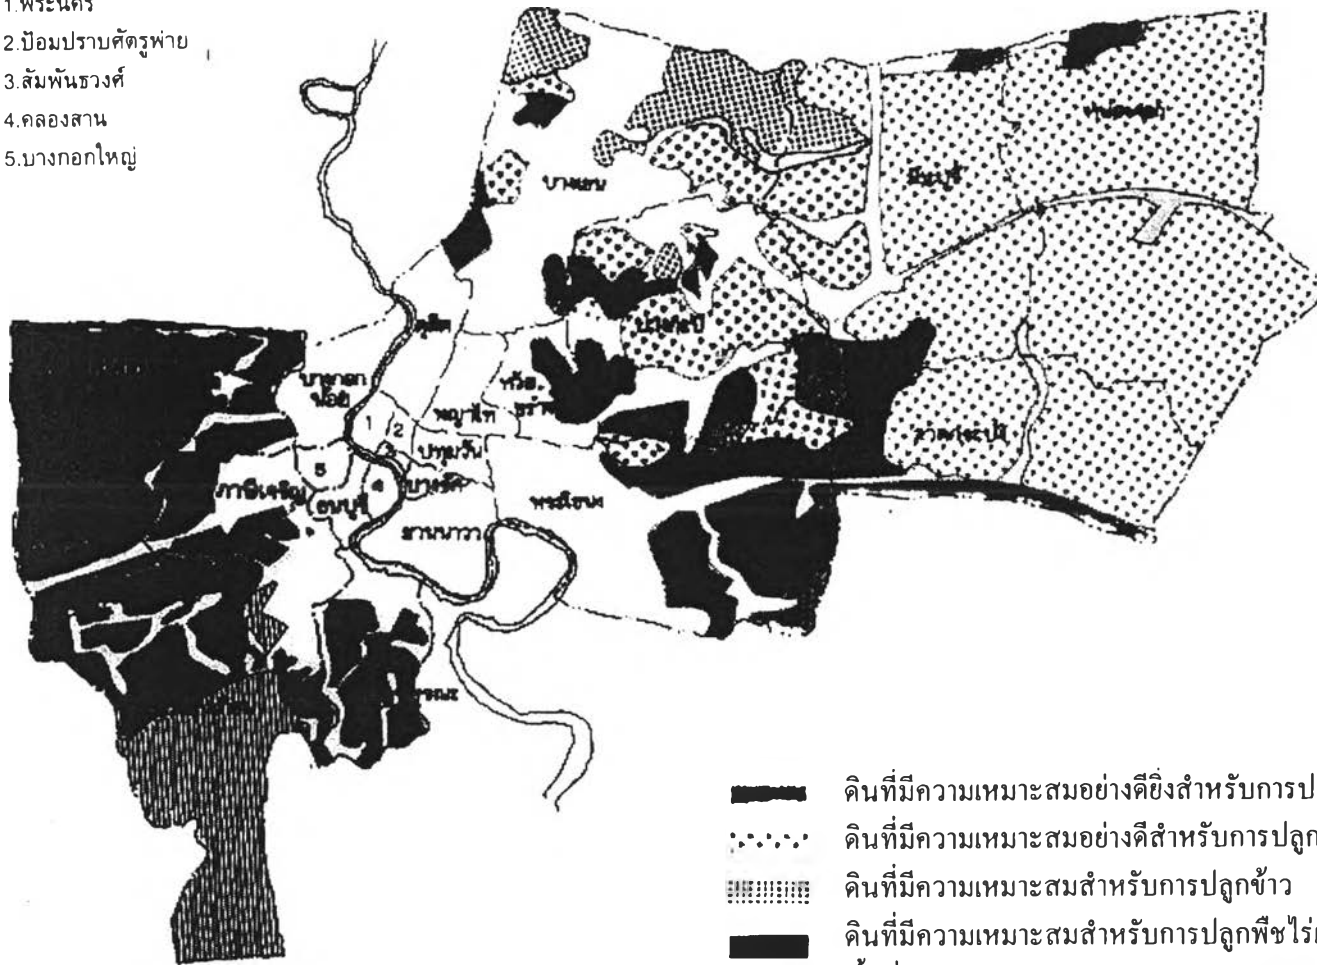 1.พระนคร
2.ป้อมปราบศัตรูพ่าย
3.สัมพันธวงศ์
4.คลองสาน
5.บางกอกใหญ่
บางเขน
มีนบุรี
บางกะปิ
ดุสิต
บางกอก
น้อย
พญาไท
1
2
3
ปทุมวัน
5
4
ภาษีเจริญ
ธนบุรี
บางรัก
ยานนาวา
พระโขนง
ดินที่มีความเหมาะสมอย่างดียิ่งสำหรับการป
ดินที่มีความเหมาะสมอย่างดีสำหรับการปลูก
ดินที่มีความเหมาะสมสำหรับการปลูกข้าว
ดินที่มีความเหมาะสมสำหรับการปลูกพืชไร่